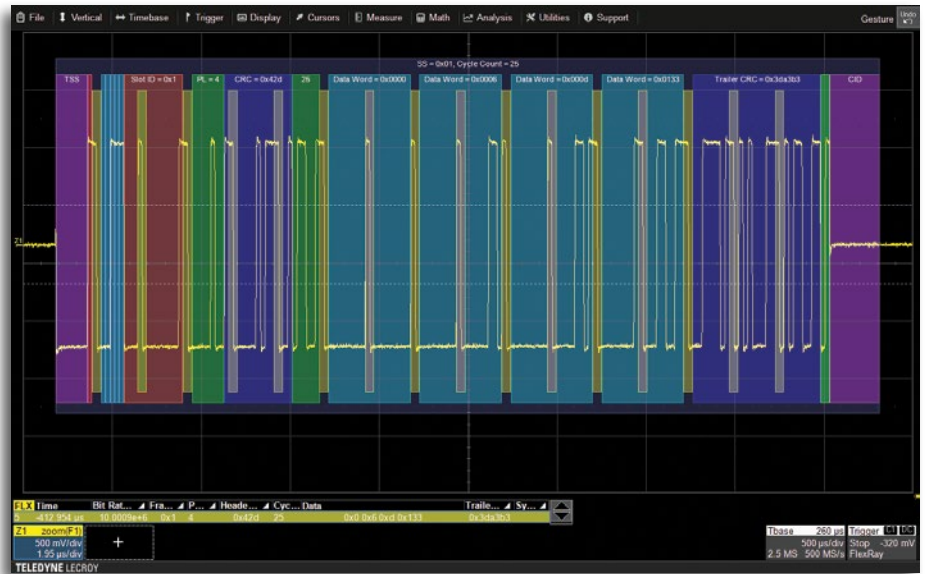 File Vertical Timebase Trigger Display Cursors Measure Math Analysis Utilities Support Gesture Undo
SS = 0x01, Cycle Count = 25
TSS Slot ID = 0x1 PL = 4 CRC = 0x42d 25 Data Word = 0x0000 Data Word = 0x0006 Data Word = 0x000d Data Word = 0x0133 Trailer CRC = 0x3da3b3 CID
Z1
FLX Time Bit Rat... Fra... P... Heade... Cyc... Data Traile... Sy...
5 -412.954 µs 10.0009e+6 0x1 4 0x42d 25 0x0 0x6 0xd 0x133 0x3da3b3
Z1 zoom(F1)
500 mV/div
1.95 µs/div
+
Tbase 260 µs Trigger C1 DC
500 µs/div Stop -320 mV
2.5 MS 500 MS/s FlexRay
TELEDYNE LECROY